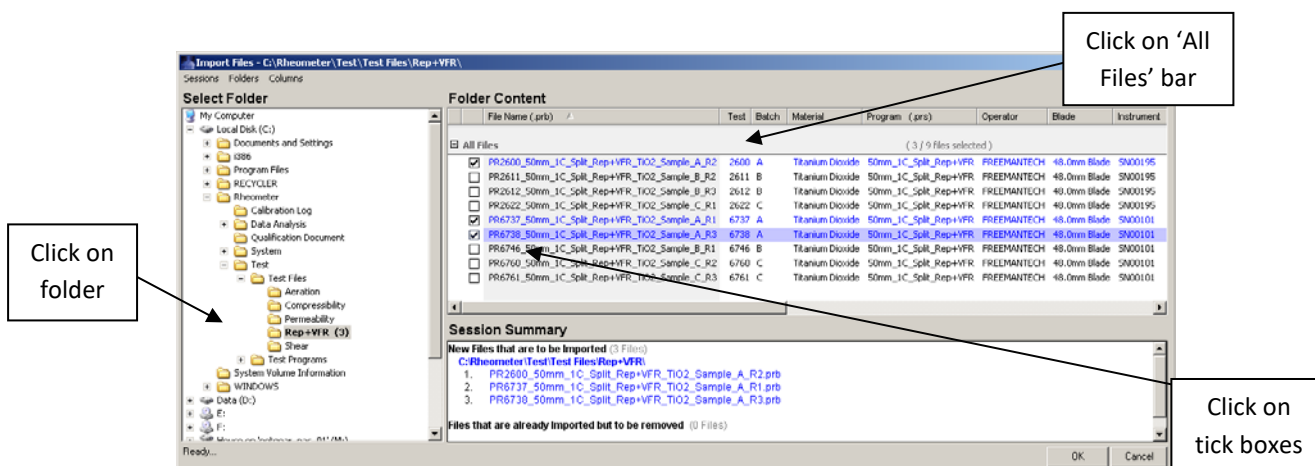 Click on 'All
Files' bar
Import Files - C:\Rheometer\Test\Test Files\Rep+VFR\
Sessions Folders Columns
Select Folder
My Computer
Local Disk (C:)
Documents and Settings
i386
Program Files
RECYCLER
Rheometer
Calibration Log
Data Analysis
Qualification Document
System
Test
Test Files
Aeration
Compressibility
Permeability
Rep+VFR (3)
Shear
Test Programs
System Volume Information
WINDOWS
Data (D:)
E:
F:
Click on
folder
Folder Content
File Name (.prb) Test Batch Material Program (.prs) Operator Blade Instrument
All Files (3 / 9 files selected)
PR2600_50mm_1C_Split_Rep+VFR_TiO2_Sample_A_R2 2600 A Titanium Dioxide 50mm_1C_Split_Rep+VFR FREEMANTECH 48.0mm Blade SN00195
PR2611_50mm_1C_Split_Rep+VFR_TiO2_Sample_B_R2 2611 B Titanium Dioxide 50mm_1C_Split_Rep+VFR FREEMANTECH 48.0mm Blade SN00195
PR2612_50mm_1C_Split_Rep+VFR_TiO2_Sample_B_R3 2612 B Titanium Dioxide 50mm_1C_Split_Rep+VFR FREEMANTECH 48.0mm Blade SN00195
PR2622_50mm_1C_Split_Rep+VFR_TiO2_Sample_C_R1 2622 C Titanium Dioxide 50mm_1C_Split_Rep+VFR FREEMANTECH 48.0mm Blade SN00195
PR6737_50mm_1C_Split_Rep+VFR_TiO2_Sample_A_R1 6737 A Titanium Dioxide 50mm_1C_Split_Rep+VFR FREEMANTECH 48.0mm Blade SN00101
PR6738_50mm_1C_Split_Rep+VFR_TiO2_Sample_A_R3 6738 A Titanium Dioxide 50mm_1C_Split_Rep+VFR FREEMANTECH 48.0mm Blade SN00101
PR6746_50mm_1C_Split_Rep+VFR_TiO2_Sample_B_R1 6746 B Titanium Dioxide 50mm_1C_Split_Rep+VFR FREEMANTECH 48.0mm Blade SN00101
PR6760_50mm_1C_Split_Rep+VFR_TiO2_Sample_C_R2 6760 C Titanium Dioxide 50mm_1C_Split_Rep+VFR FREEMANTECH 48.0mm Blade SN00101
PR6761_50mm_1C_Split_Rep+VFR_TiO2_Sample_C_R3 6761 C Titanium Dioxide 50mm_1C_Split_Rep+VFR FREEMANTECH 48.0mm Blade SN00101
Session Summary
New Files that are to be Imported (3 Files)
C:\Rheometer\Test\Test Files\Rep+VFR\
1. PR2600_50mm_1C_Split_Rep+VFR_TiO2_Sample_A_R2.prb
2. PR6737_50mm_1C_Split_Rep+VFR_TiO2_Sample_A_R1.prb
3. PR6738_50mm_1C_Split_Rep+VFR_TiO2_Sample_A_R3.prb
Files that are already Imported but to be removed (0 Files)
Click on
tick boxes
Ready...
OK Cancel